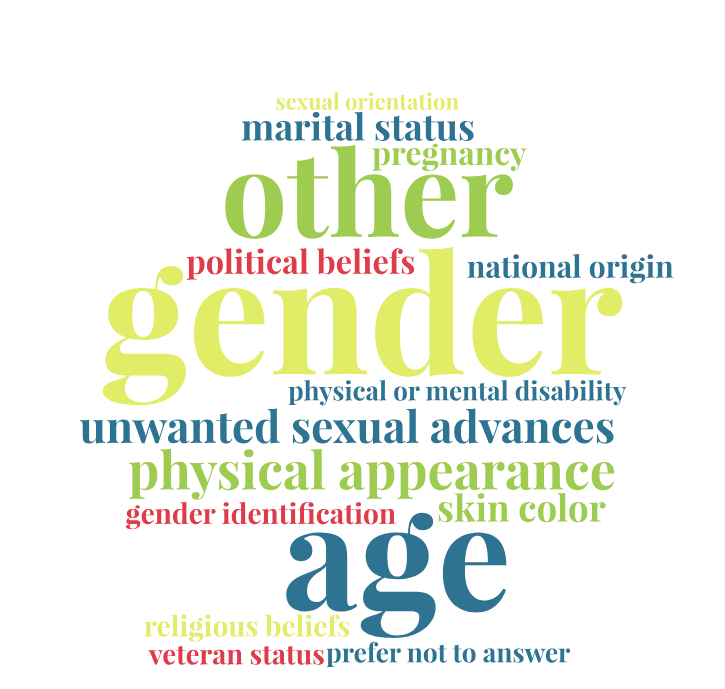 sexual orientation
marital status
pregnancy
other
political beliefs
national origin
gender
physical or mental disability
unwanted sexual advances
physical appearance
gender identification
skin color
age
religious beliefs
veteran status
prefer not to answer